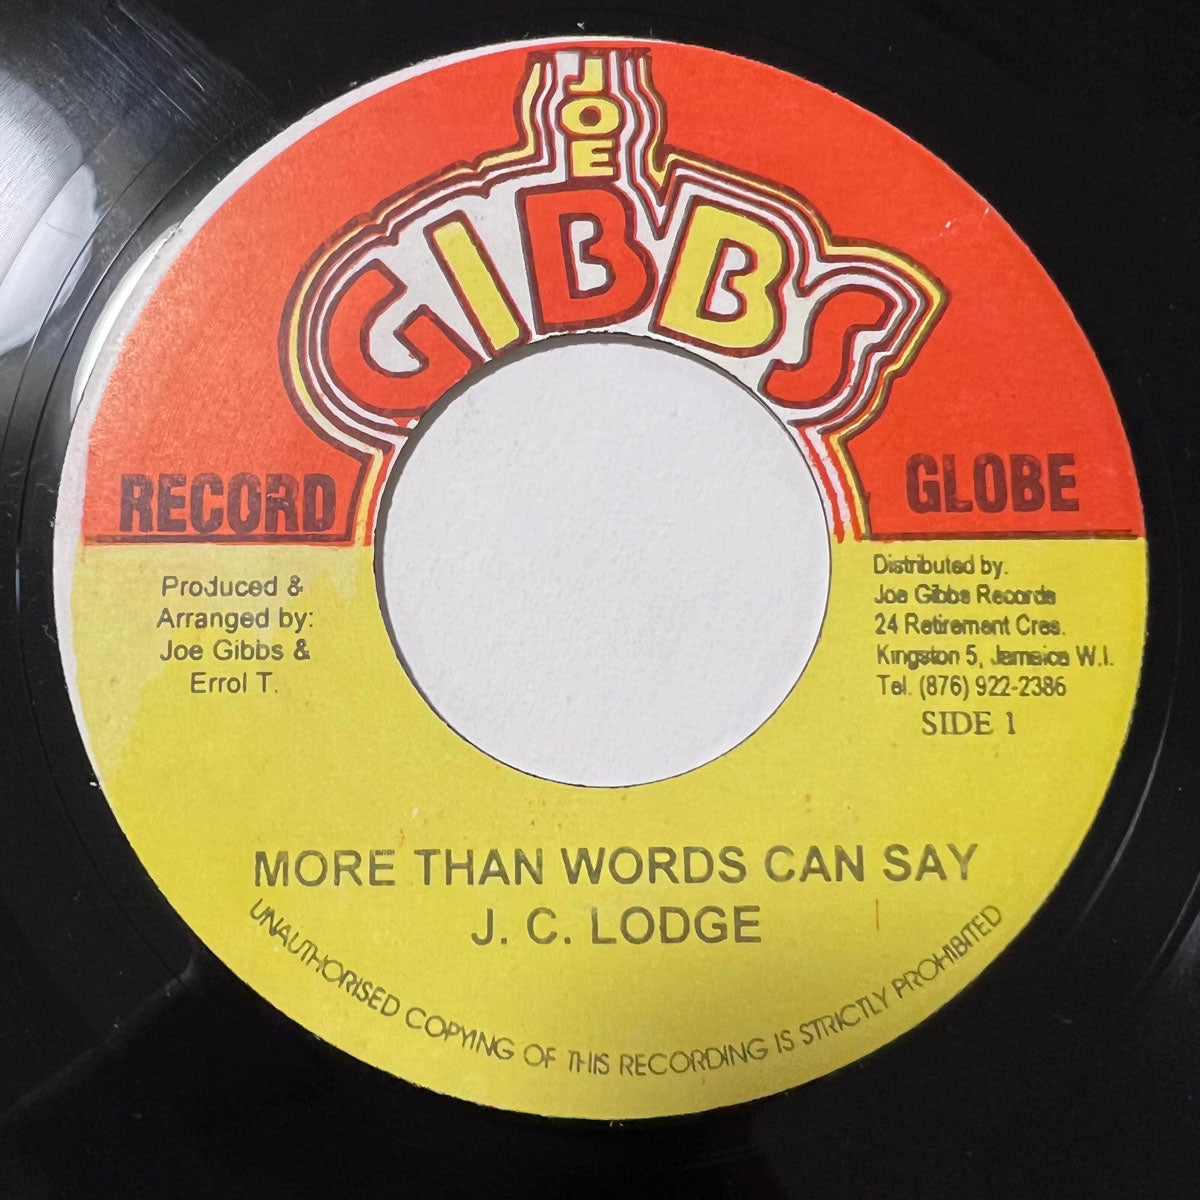 JOE
GIBBS
RECORD
GLOBE
Produced &
Arranged by:
Joe Gibbs &
Errol T.
Distributed by.
Joe Gibbs Records
24 Retirement Cres.
Kingston 5, Jamaica W.I.
Tel. (876) 922-2386
SIDE 1
MORE THAN WORDS CAN SAY
J. C. LODGE
UNAUTHORISED COPYING OF THIS RECORDING IS STRICTLY PROHIBITED